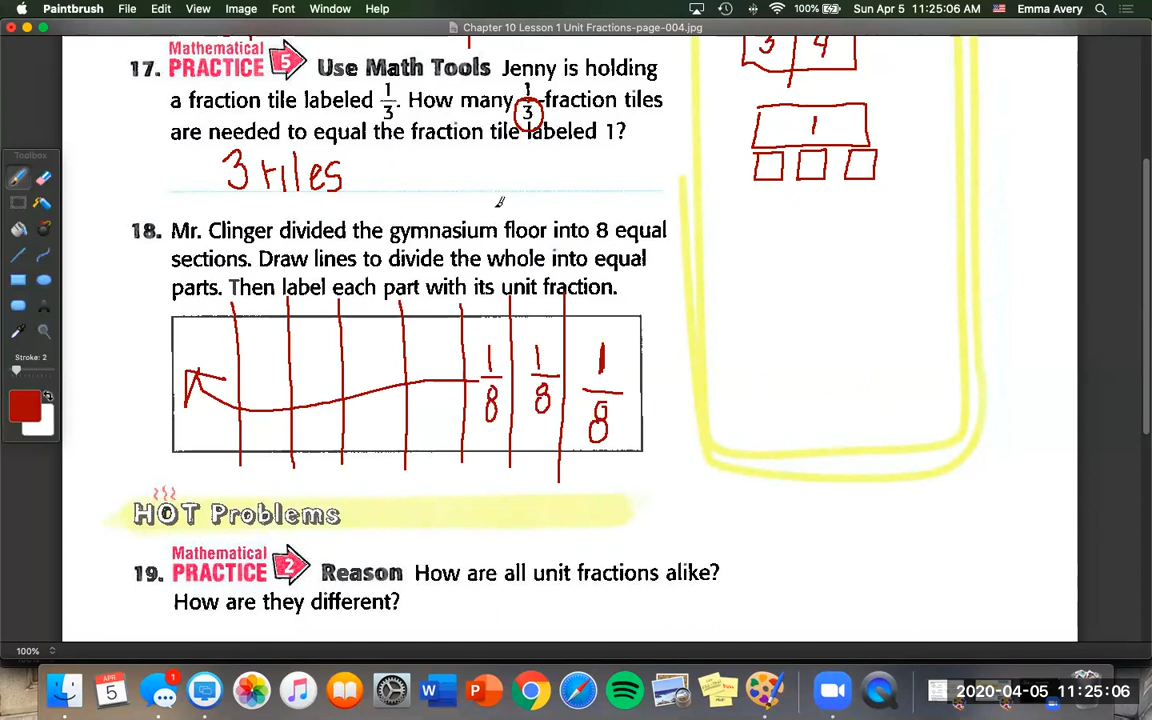 Paintbrush File Edit View Image Font Window Help 100% Sun Apr 5 11:25:06 AM Emma Avery
Chapter 10 Lesson 1 Unit Fractions-page-004.jpg
3 4
Mathematical
17. PRACTICE 5 Use Math Tools Jenny is holding
a fraction tile labeled 1/3. How many 1/3-fraction tiles
are needed to equal the fraction tile labeled 1?
3 tiles
1
18. Mr. Clinger divided the gymnasium floor into 8 equal
sections. Draw lines to divide the whole into equal
parts. Then label each part with its unit fraction.
1/8 1/8 1/8
HOT Problems
Mathematical
19. PRACTICE 2 Reason How are all unit fractions alike?
How are they different?
Toolbox
Stroke: 2
100%
APR
5
1
W
P
2020-04-05 11:25:06